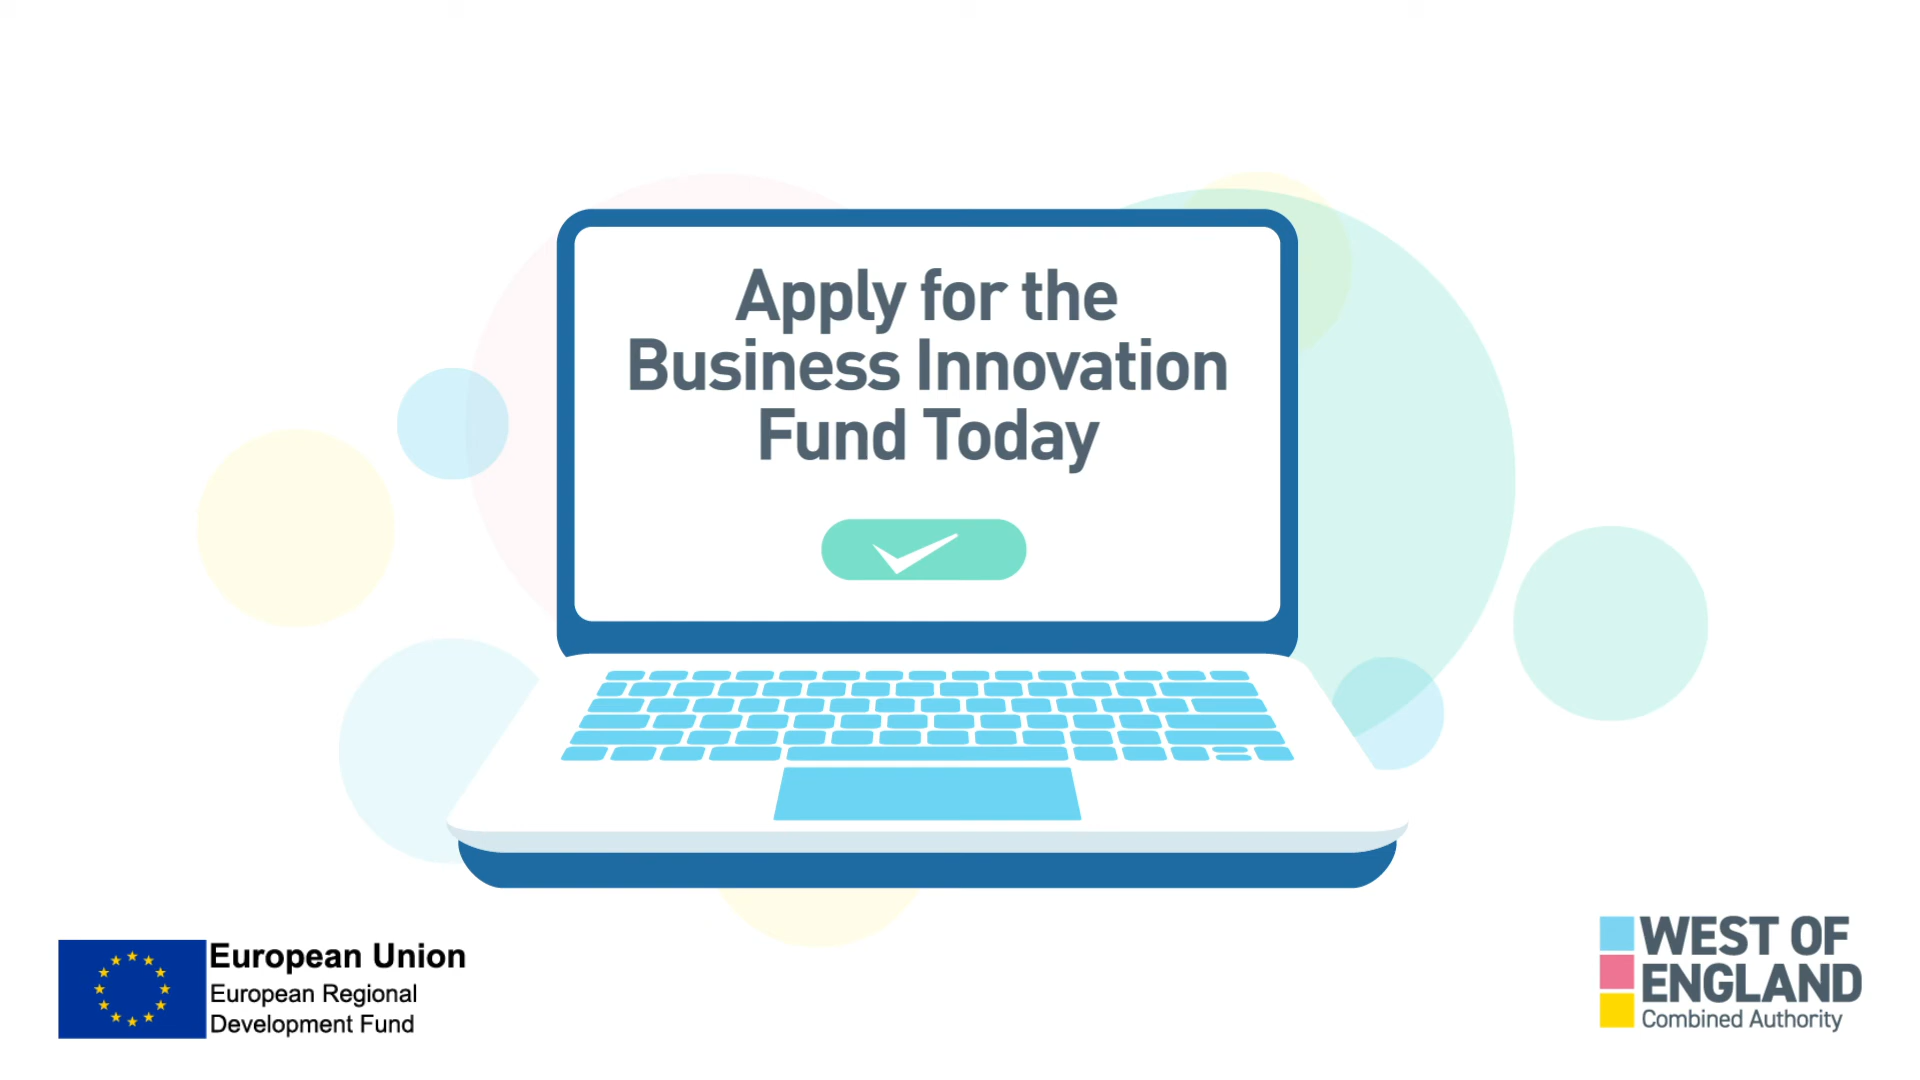 Apply for the
Business Innovation
Fund Today
European Union
European Regional
Development Fund
WEST OF
ENGLAND
Combined Authority